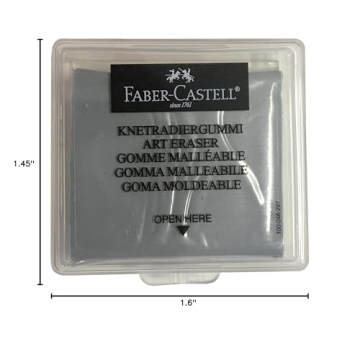 FABER-CASTELL®
since 1761
KNETRADIERGUMMI
ART ERASER
GOMME MALLÉABLE
GOMMA MALLEABILE
GOMA MOLDEABLE
OPEN HERE
1.45"
1.6"